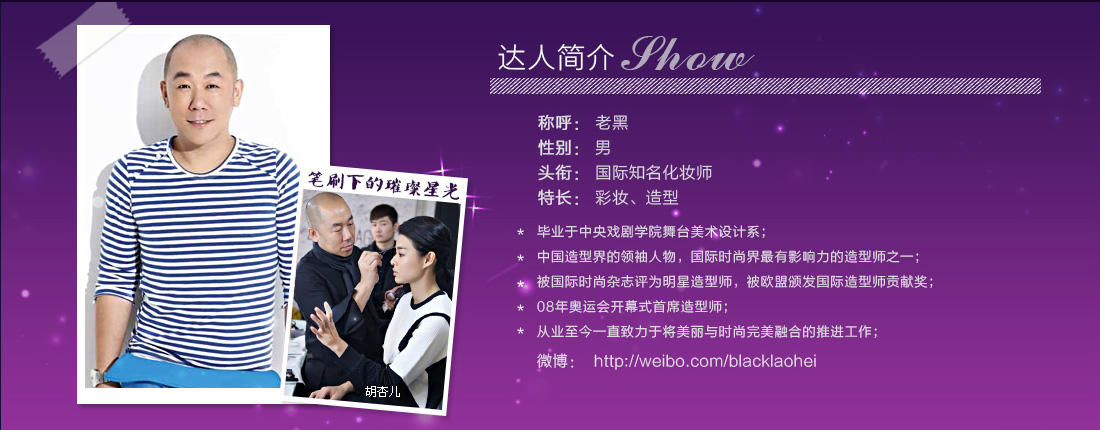 达人简介 Show
称呼： 老黑
性别： 男
头衔： 国际知名化妆师
特长： 彩妆、造型
* 毕业于中央戏剧学院舞台美术设计系；
* 中国造型界的领袖人物，国际时尚界最有影响力的造型师之一；
* 被国际时尚杂志评为明星造型师，被欧盟颁发国际造型师贡献奖；
* 08年奥运会开幕式首席造型师；
* 从业至今一直致力于将美丽与时尚完美融合的推进工作；
微博： http://weibo.com/blacklaohei
笔刷下的璀璨星光
胡杏儿